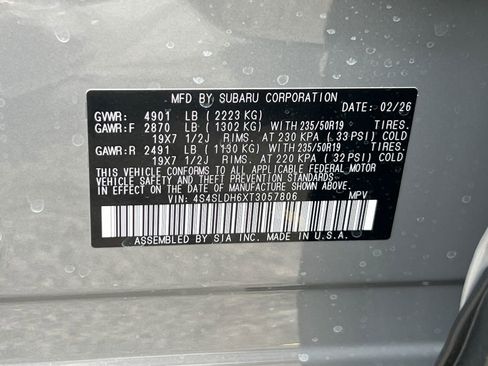 MFD BY SUBARU CORPORATION
DATE: 02/26
GVWR: 4901 LB ( 2223 KG)
GAWR:F 2870 LB ( 1302 KG) WITH 235/50R19
19X7 1/2J RIMS. AT 230 KPA ( 33 PSI) COLD
GAWR:R 2491 LB ( 1130 KG) WITH 235/50R19
19X7 1/2J RIMS. AT 220 KPA ( 32 PSI) COLD
THIS VEHICLE CONFORMS TO ALL APPLICABLE FEDERAL MOTOR
VEHICLE SAFETY AND THEFT PREVENTION STANDARDS
IN EFFECT ON THE DATE OF MANUFACTURE SHOWN ABOVE.
VIN: 4S4SLDH6XT3057806 MPV
ASSEMBLED BY SIA INC. MADE IN U.S.A.